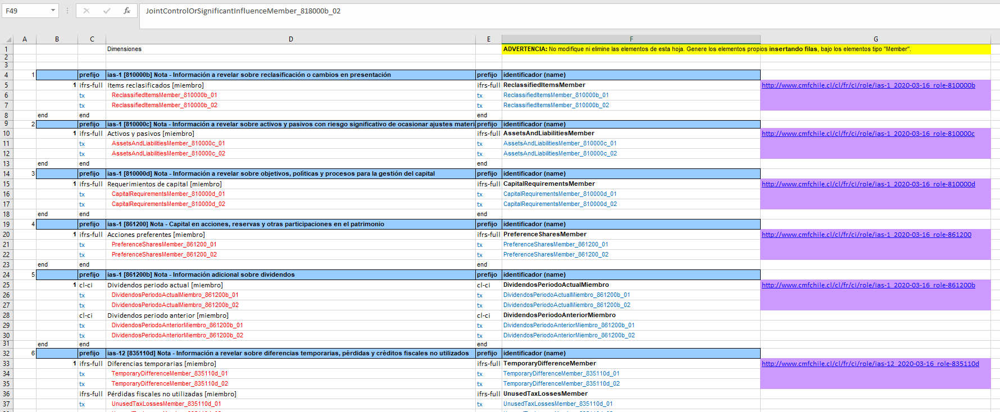 F49 fx JointControlOrSignificantInfluenceMember_818000b_02
A B C D E F G
1 Dimensiones ADVERTENCIA: No modifique ni elimine las elementos de esta hoja. Genere los elementos propios insertando filas, bajo los elementos tipo "Member".
2
3
4 1 prefijo ias-1 [810000b] Nota - Información a revelar sobre reclasificación o cambios en presentación prefijo identificador (name)
5 1 ifrs-full Items reclasificados [miembro] ifrs-full ReclassifiedItemsMember http://www.cmfchile.cl/cl/fr/ci/role/ias-1_2020-03-16_role-810000b
6 tx ReclassifiedItemsMember_810000b_01 tx ReclassifiedItemsMember_810000b_01
7 tx ReclassifiedItemsMember_810000b_02 tx ReclassifiedItemsMember_810000b_02
8 end end end
9 2 prefijo ias-1 [810000c] Nota - Información a revelar sobre activos y pasivos con riesgo significativo de ocasionar ajustes materi prefijo identificador (name)
10 1 ifrs-full Activos y pasivos [miembro] ifrs-full AssetsAndLiabilitiesMember http://www.cmfchile.cl/cl/fr/ci/role/ias-1_2020-03-16_role-810000c
11 tx AssetsAndLiabilitiesMember_810000c_01 tx AssetsAndLiabilitiesMember_810000c_01
12 tx AssetsAndLiabilitiesMember_810000c_02 tx AssetsAndLiabilitiesMember_810000c_02
13 end end end
14 3 prefijo ias-1 [810000d] Nota - Información a revelar sobre objetivos, políticas y procesos para la gestión del capital prefijo identificador (name)
15 1 ifrs-full Requerimientos de capital [miembro] ifrs-full CapitalRequirementsMember http://www.cmfchile.cl/cl/fr/ci/role/ias-1_2020-03-16_role-810000d
16 tx CapitalRequirementsMember_810000d_01 tx CapitalRequirementsMember_810000d_01
17 tx CapitalRequirementsMember_810000d_02 tx CapitalRequirementsMember_810000d_02
18 end end end
19 4 prefijo ias-1 [861200] Nota - Capital en acciones, reservas y otras participaciones en el patrimonio prefijo identificador (name)
20 1 ifrs-full Acciones preferentes [miembro] ifrs-full PreferenceSharesMember http://www.cmfchile.cl/cl/fr/ci/role/ias-1_2020-03-16_role-861200
21 tx PreferenceSharesMember_861200_01 tx PreferenceSharesMember_861200_01
22 tx PreferenceSharesMember_861200_02 tx PreferenceSharesMember_861200_02
23 end end end
24 5 prefijo ias-1 [861200b] Nota - Información adicional sobre dividendos prefijo identificador (name)
25 1 cl-ci Dividendos periodo actual [miembro] cl-ci DividendosPeriodoActualMiembro http://www.cmfchile.cl/cl/fr/ci/role/ias-1_2020-03-16_role-861200b
26 tx DividendosPeriodoActualMiembro_861200b_01 tx DividendosPeriodoActualMiembro_861200b_01
27 tx DividendosPeriodoActualMiembro_861200b_02 tx DividendosPeriodoActualMiembro_861200b_02
28 cl-ci Dividendos periodo anterior [miembro] cl-ci DividendosPeriodoAnteriorMiembro
29 tx DividendosPeriodoAnteriorMiembro_861200b_01 tx DividendosPeriodoAnteriorMiembro_861200b_01
30 tx DividendosPeriodoAnteriorMiembro_861200b_02 tx DividendosPeriodoAnteriorMiembro_861200b_02
31 end end end
32 6 prefijo ias-12 [835110d] Nota - Información a revelar sobre diferencias temporarias, pérdidas y créditos fiscales no utilizados prefijo identificador (name)
33 1 ifrs-full Diferencias temporarias [miembro] ifrs-full TemporaryDifferenceMember http://www.cmfchile.cl/cl/fr/ci/role/ias-12_2020-03-16_role-835110d
34 tx TemporaryDifferenceMember_835110d_01 tx TemporaryDifferenceMember_835110d_01
35 tx TemporaryDifferenceMember_835110d_02 tx TemporaryDifferenceMember_835110d_02
36 ifrs-full Pérdidas fiscales no utilizadas [miembro] ifrs-full UnusedTaxLossesMember
37 tx UnusedTaxLossesMember_835110d_01 tx UnusedTaxLossesMember_835110d_01